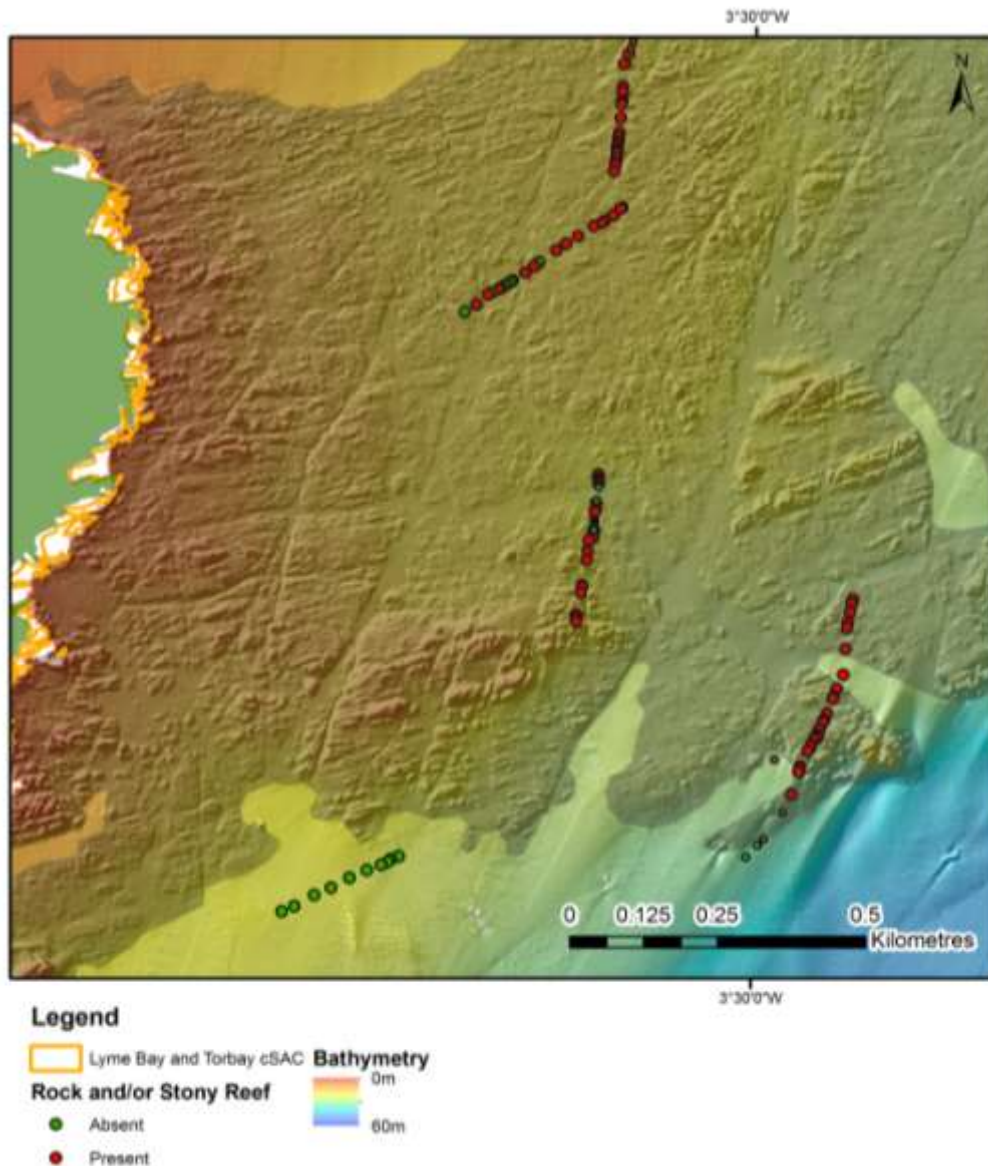 3°30'0"W
N
0 0.125 0.25 0.5
Kilometres
3°30'0"W
Legend
Lyme Bay and Torbay cSAC
Rock and/or Stony Reef
Absent
Present
Bathymetry
0m
60m